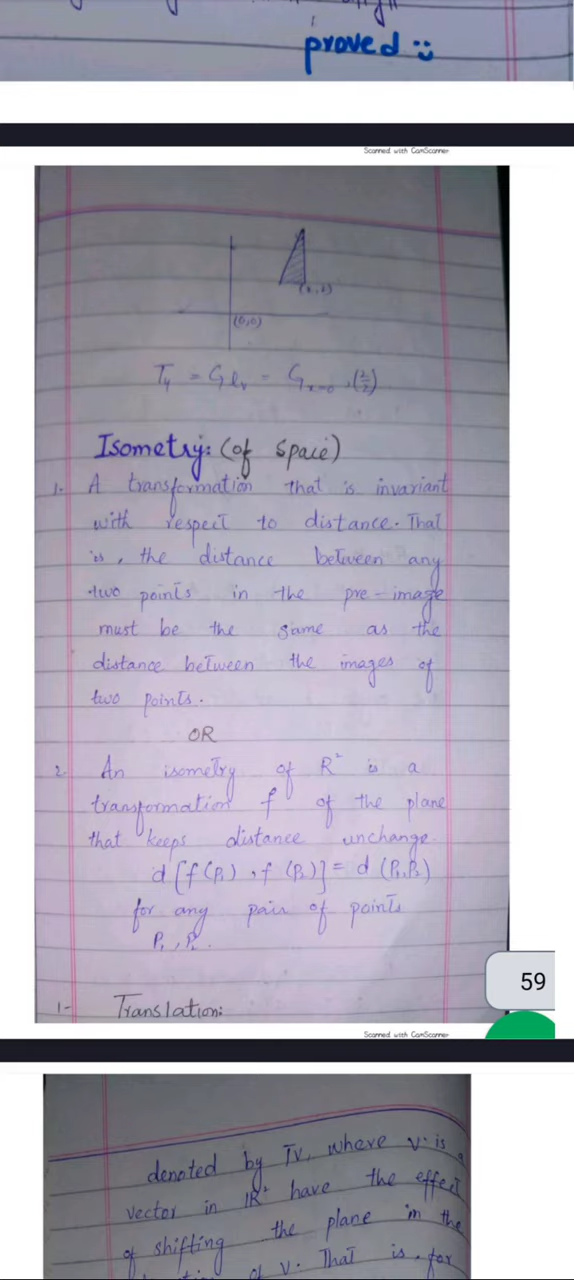 proved
Scanned with CamScanner
(0,0)
Isometry: (of space)
1- A transformation that is invariant
with respect to distance. That
is, the distance between any
two points in the pre-image
must be the same as the
distance between the images of
two points.
OR
2. An isometry of R² is a
transformation f of the plane
that keeps distance unchange.
d[f(P₁), f(P₂)] = d(P₁,P₂)
for any pair of points
P₁, P₂.
59
1- Translation:
Scanned with CamScanner
denoted by Tv, where v is a
vector in ℝ² have the effect
of shifting the plane in the
of v. That is, for